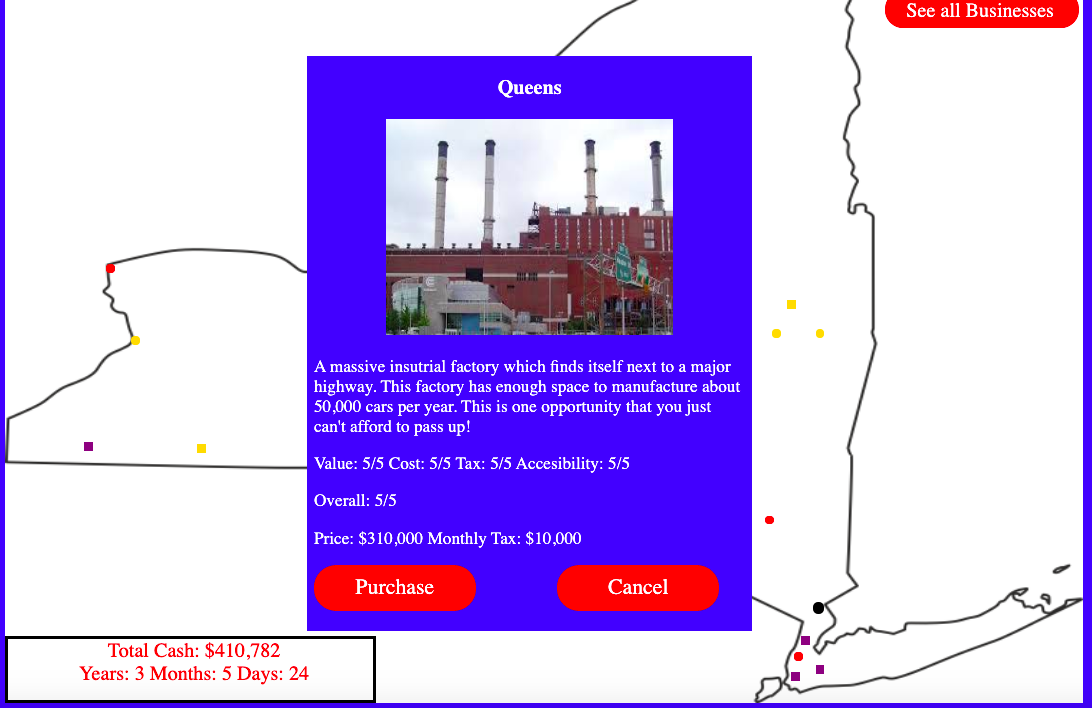 See all Businesses
Queens
A massive insutrial factory which finds itself next to a major
highway. This factory has enough space to manufacture about
50,000 cars per year. This is one opportunity that you just
can't afford to pass up!
Value: 5/5 Cost: 5/5 Tax: 5/5 Accesibility: 5/5
Overall: 5/5
Price: $310,000 Monthly Tax: $10,000
Purchase
Cancel
Total Cash: $410,782
Years: 3 Months: 5 Days: 24